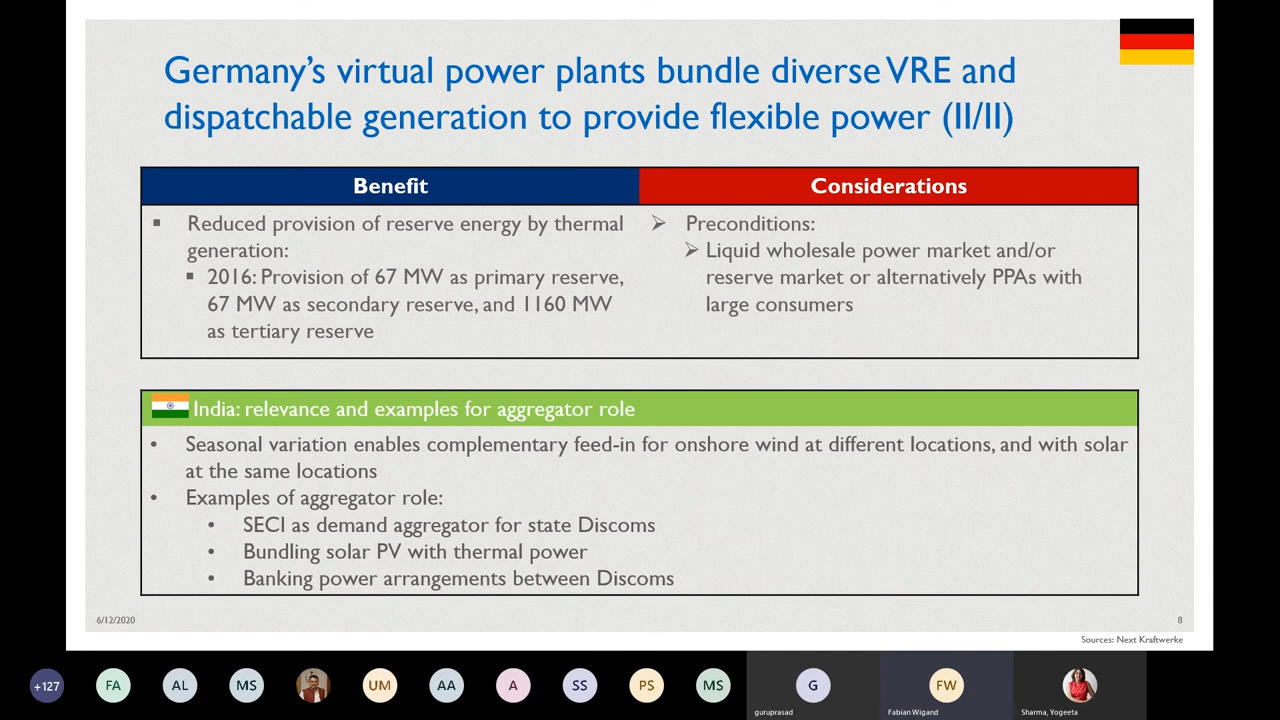 Germany's virtual power plants bundle diverse VRE and
dispatchable generation to provide flexible power (II/II)
Benefit
Considerations
Reduced provision of reserve energy by thermal
generation:
2016: Provision of 67 MW as primary reserve,
67 MW as secondary reserve, and 1160 MW
as tertiary reserve
Preconditions:
Liquid wholesale power market and/or
reserve market or alternatively PPAs with
large consumers
India: relevance and examples for aggregator role
Seasonal variation enables complementary feed-in for onshore wind at different locations, and with solar
at the same locations
Examples of aggregator role:
SECI as demand aggregator for state Discoms
Bundling solar PV with thermal power
Banking power arrangements between Discoms
6/12/2020
8
Sources: Next Kraftwerke
+127
FA
AL
MS
UM
AA
A
SS
PS
MS
G
FW
guruprasad
Fabian Wigand
Sharma, Yogeeta